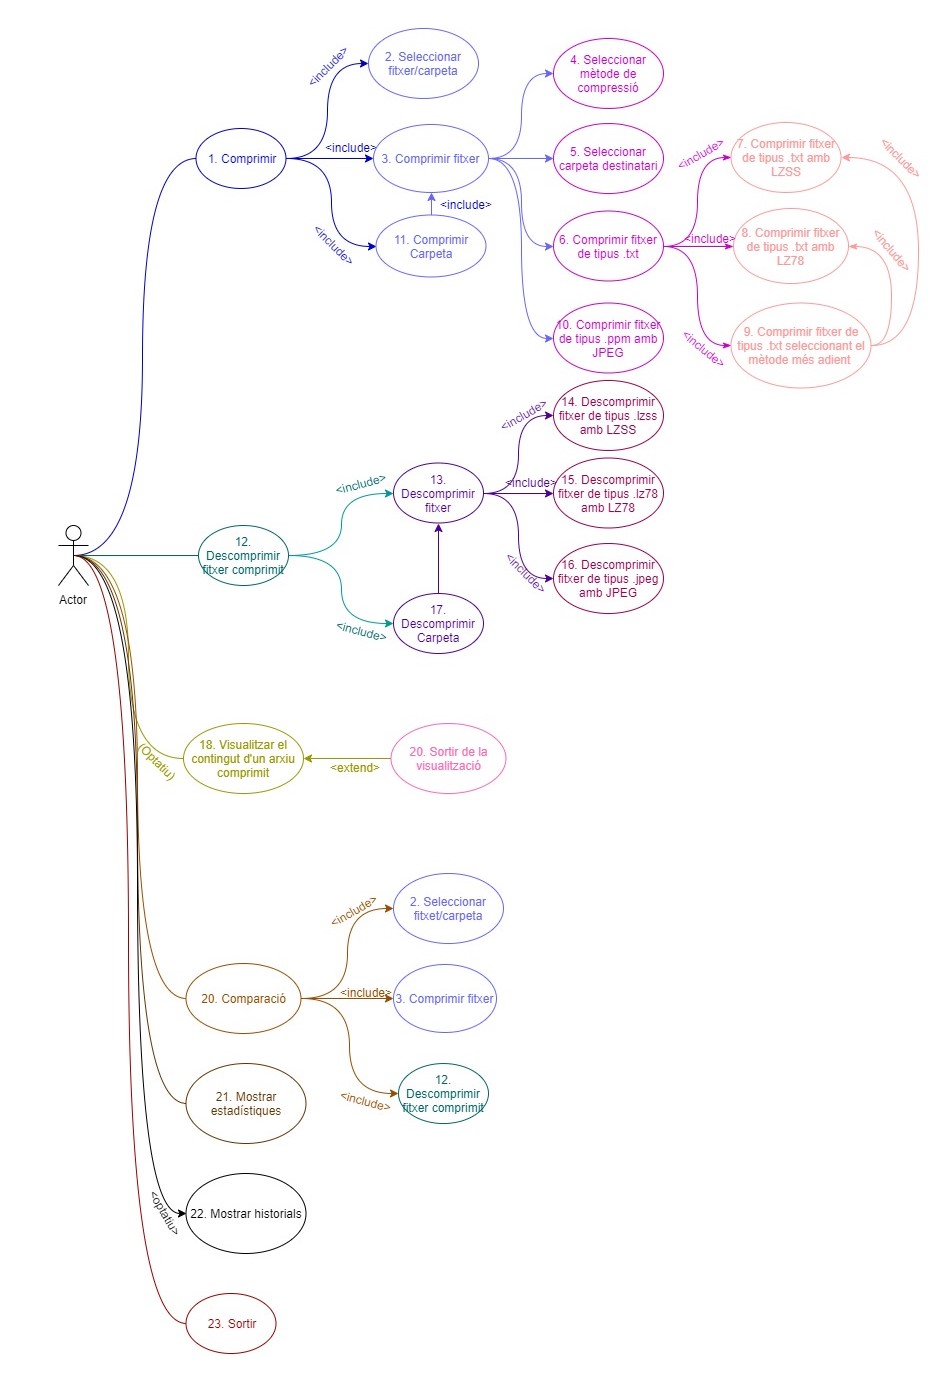 <include>
2. Seleccionar
fitxer/carpeta
1. Comprimir
<include>
3. Comprimir fitxer
<include>
<include>
11. Comprimir
Carpeta
4. Seleccionar
mètode de
compressió
5. Seleccionar
carpeta destinatari
6. Comprimir fitxer
de tipus .txt
10. Comprimir fitxer
de tipus .ppm amb
JPEG
<include>
<include>
<include>
7. Comprimir fitxer
de tipus .txt amb
LZSS
8. Comprimir fitxer
de tipus .txt amb
LZ78
9. Comprimir fitxer de
tipus .txt seleccionant el
mètode més adient
<include>
<include>
Actor
12.
Descomprimir
fitxer comprimit
<include>
<include>
13.
Descomprimir
fitxer
17.
Descomprimir
Carpeta
<include>
<include>
<include>
14. Descomprimir
fitxer de tipus .lzss
amb LZSS
15. Descomprimir
fitxer de tipus .lz78
amb LZ78
16. Descomprimir
fitxer de tipus .jpeg
amb JPEG
(Optatiu)
18. Visualitzar el
contingut d'un arxiu
comprimit
<extend>
20. Sortir de la
visualització
20. Comparació
<include>
<include>
<include>
2. Seleccionar
fitxet/carpeta
3. Comprimir fitxer
12.
Descomprimir
fitxer comprimit
21. Mostrar
estadístiques
<optatiu>
22. Mostrar historials
23. Sortir